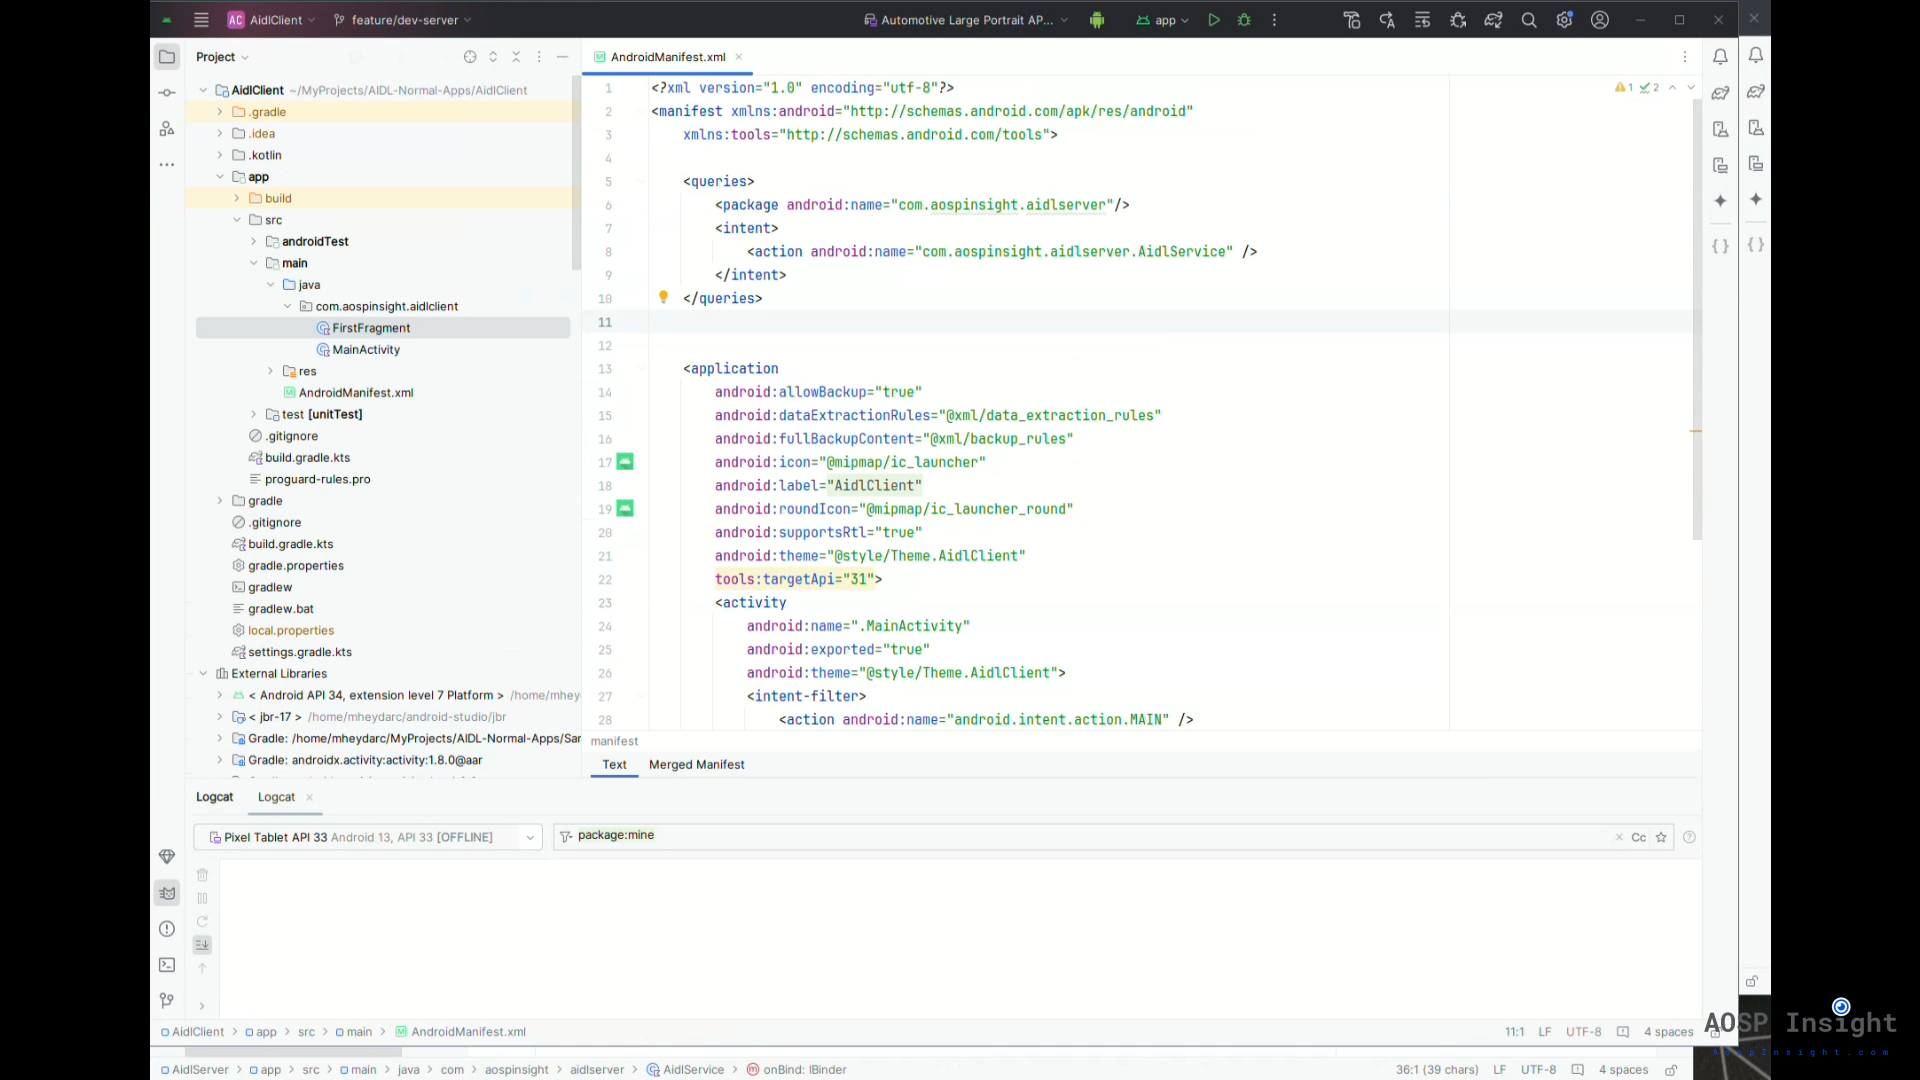 AC AidlClient feature/dev-server Automotive Large Portrait AP... app
Project
AidlClient ~/MyProjects/AIDL-Normal-Apps/AidlClient
.gradle
.idea
.kotlin
app
build
src
androidTest
main
java
com.aospinsight.aidlclient
FirstFragment
MainActivity
res
AndroidManifest.xml
test [unitTest]
.gitignore
build.gradle.kts
proguard-rules.pro
gradle
.gitignore
build.gradle.kts
gradle.properties
gradlew
gradlew.bat
local.properties
settings.gradle.kts
External Libraries
< Android API 34, extension level 7 Platform > /home/mhey
< jbr-17 > /home/mheydarc/android-studio/jbr
Gradle: /home/mheydarc/MyProjects/AIDL-Normal-Apps/Sar
Gradle: androidx.activity:activity:1.8.0@aar
AndroidManifest.xml
1 2
1 <?xml version="1.0" encoding="utf-8"?>
2 <manifest xmlns:android="http://schemas.android.com/apk/res/android"
3 xmlns:tools="http://schemas.android.com/tools">
4
5 <queries>
6 <package android:name="com.aospinsight.aidlserver"/>
7 <intent>
8 <action android:name="com.aospinsight.aidlserver.AidlService" />
9 </intent>
10 </queries>
11
12
13 <application
14 android:allowBackup="true"
15 android:dataExtractionRules="@xml/data_extraction_rules"
16 android:fullBackupContent="@xml/backup_rules"
17 android:icon="@mipmap/ic_launcher"
18 android:label="AidlClient"
19 android:roundIcon="@mipmap/ic_launcher_round"
20 android:supportsRtl="true"
21 android:theme="@style/Theme.AidlClient"
22 tools:targetApi="31">
23 <activity
24 android:name=".MainActivity"
25 android:exported="true"
26 android:theme="@style/Theme.AidlClient">
27 <intent-filter>
28 <action android:name="android.intent.action.MAIN" />
manifest
Text Merged Manifest
Logcat Logcat
Pixel Tablet API 33 Android 13, API 33 [OFFLINE] package:mine Cc
AidlClient app src main AndroidManifest.xml 11:1 LF UTF-8 4 spaces
AOSP Insight
AospInsight.com
AidlServer app src main java com aospinsight aidlserver AidlService onBind: IBinder 36:1 (39 chars) LF UTF-8 4 spaces